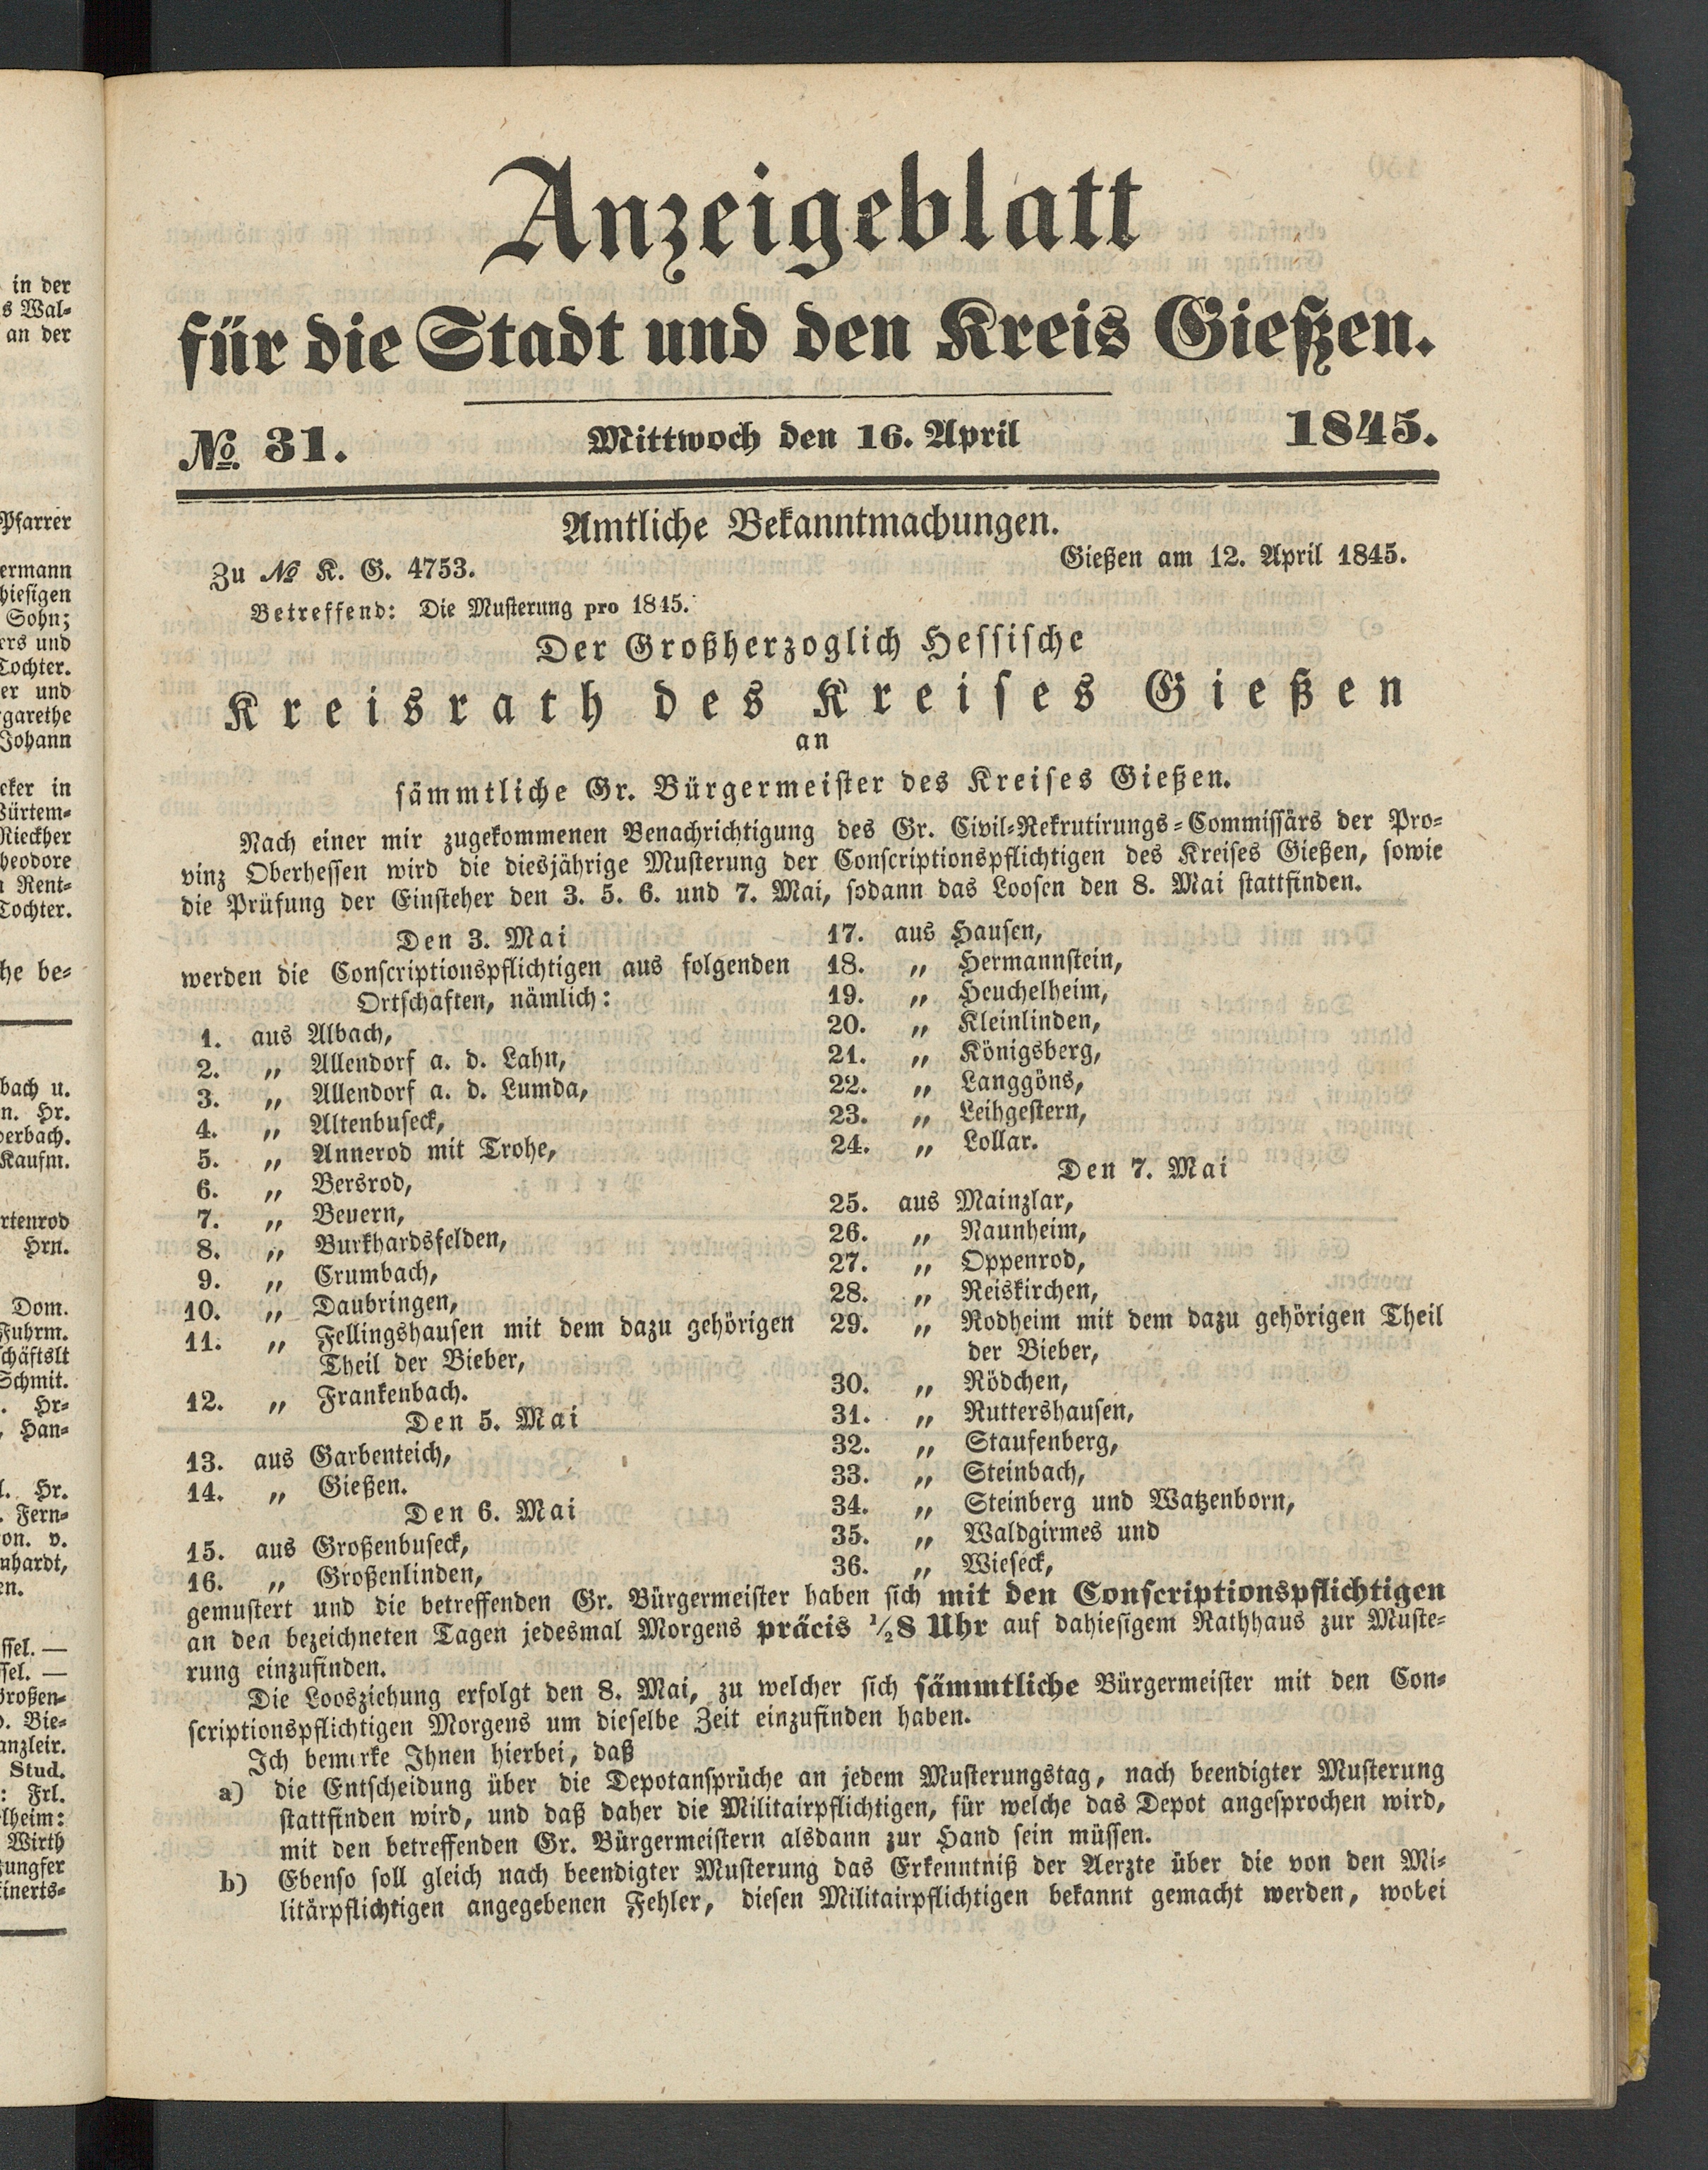 Anzeigeblatt
für die Stadt und den Kreis Gießen.
№ 31.
Mittwoch den 16. April
1845.
Amtliche Bekanntmachungen.
Zu № K. G. 4753.
Gießen am 12. April 1845.
Betreffend: Die Musterung pro 1845.
Der Großherzoglich Hessische
Kreisrath des Kreises Gießen
an
sämmtliche Gr. Bürgermeister des Kreises Gießen.
Nach einer mir zugekommenen Benachrichtigung des Gr. Civil-Rekrutirungs-Commissärs der Pro-
vinz Oberhessen wird die diesjährige Musterung der Conscriptionspflichtigen des Kreises Gießen, sowie
die Prüfung der Einsteher den 3. 5. 6. und 7. Mai, sodann das Loosen den 8. Mai stattfinden.
Den 3. Mai
werden die Conscriptionspflichtigen aus folgenden
Ortschaften, nämlich:
1. aus Albach,
2. „ Allendorf a. d. Lahn,
3. „ Allendorf a. d. Lumda,
4. „ Altenbuseck,
5. „ Annerod mit Trohe,
6. „ Bersrod,
7. „ Beuern,
8. „ Burkhardsfelden,
9. „ Crumbach,
10. „ Daubringen,
11. „ Fellingshausen mit dem dazu gehörigen
Theil der Bieber,
12. „ Frankenbach.
Den 5. Mai
13. aus Garbenteich,
14. „ Gießen.
Den 6. Mai
15. aus Großenbuseck,
16. „ Großenlinden,
17. aus Hausen,
18. „ Hermannstein,
19. „ Heuchelheim,
20. „ Kleinlinden,
21. „ Königsberg,
22. „ Langgöns,
23. „ Leihgestern,
24. „ Lollar.
Den 7. Mai
25. aus Mainzlar,
26. „ Naunheim,
27. „ Oppenrod,
28. „ Reiskirchen,
29. „ Rodheim mit dem dazu gehörigen Theil
der Bieber,
30. „ Rödchen,
31. „ Ruttershausen,
32. „ Staufenberg,
33. „ Steinbach,
34. „ Steinberg und Watzenborn,
35. „ Waldgirmes und
36. „ Wieseck,
gemustert und die betreffenden Gr. Bürgermeister haben sich mit den Conscriptionspflichtigen
an den bezeichneten Tagen jedesmal Morgens präcis ½8 Uhr auf dahiesigem Rathhaus zur Muste-
rung einzufinden.
Die Loosziehung erfolgt den 8. Mai, zu welcher sich sämmtliche Bürgermeister mit den Con-
scriptionspflichtigen Morgens um dieselbe Zeit einzufinden haben.
Ich bemerke Ihnen hierbei, daß
a) die Entscheidung über die Depotansprüche an jedem Musterungstag, nach beendigter Musterung
stattfinden wird, und daß daher die Militairpflichtigen, für welche das Depot angesprochen wird,
mit den betreffenden Gr. Bürgermeistern alsdann zur Hand sein müssen.
b) Ebenso soll gleich nach beendigter Musterung das Erkenntniß der Aerzte über die von den Mi-
litärpflichtigen angegebenen Fehler, diesen Militairpflichtigen bekannt gemacht werden, wobei